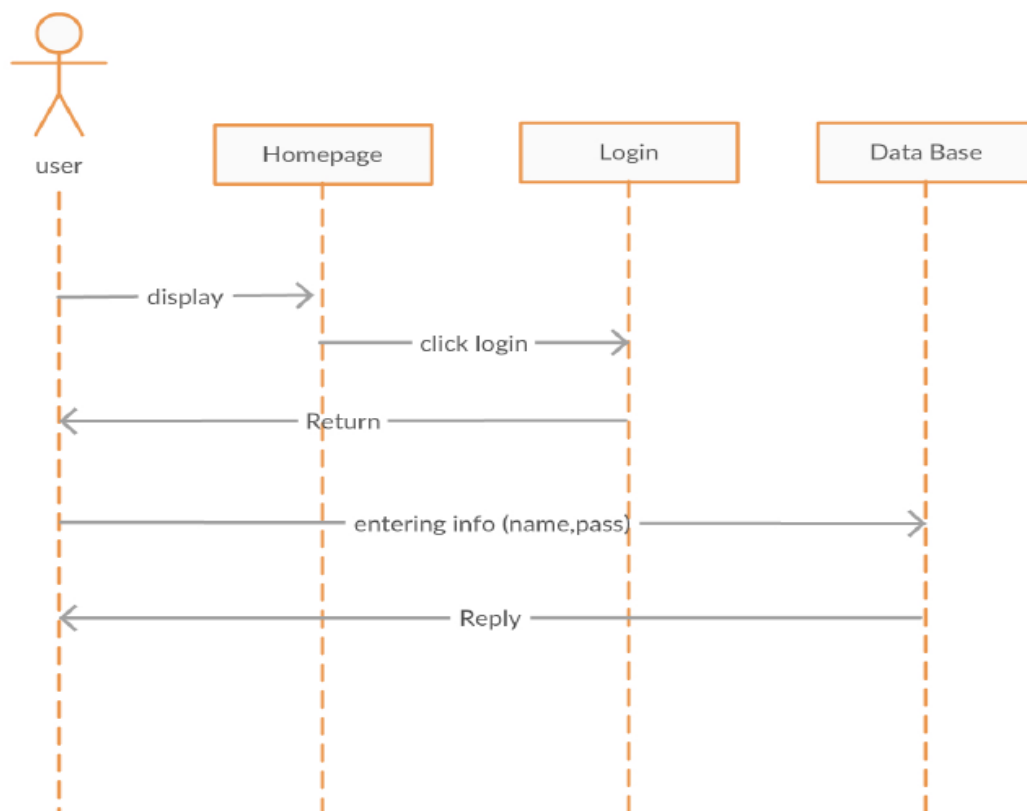 user
Homepage
Login
Data Base
display
click login
Return
entering info (name,pass)
Reply